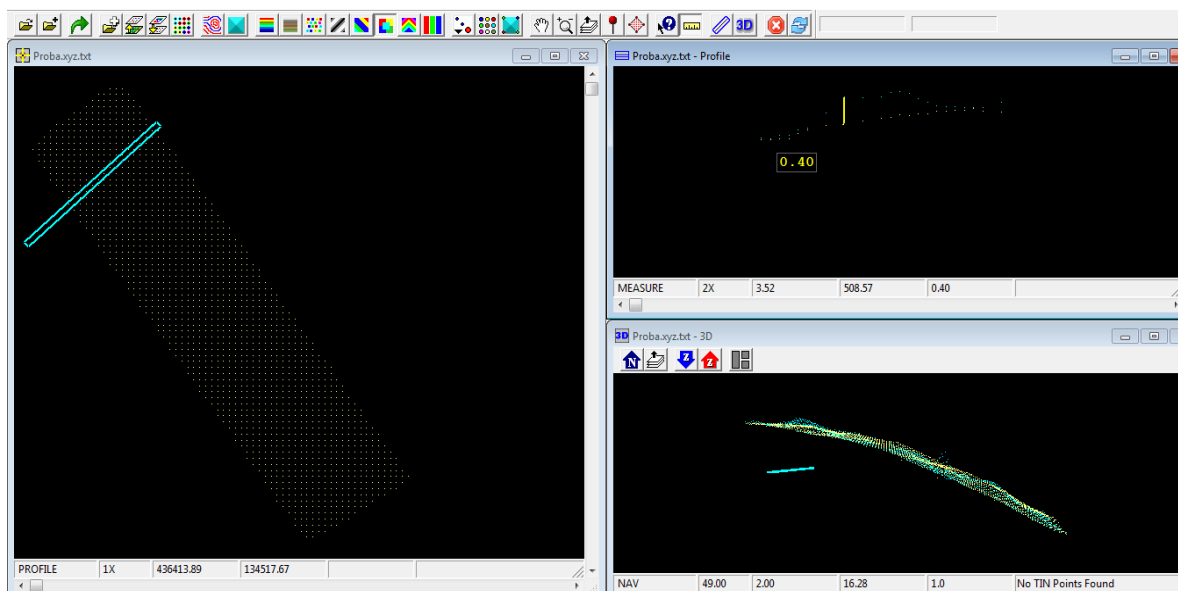 3D
Proba.xyz.txt
PROFILE 1X 436413.89 134517.67
Proba.xyz.txt - Profile
0.40
MEASURE 2X 3.52 508.57 0.40
3D Proba.xyz.txt - 3D
N Z Z
NAV 49.00 2.00 16.28 1.0 No TIN Points Found